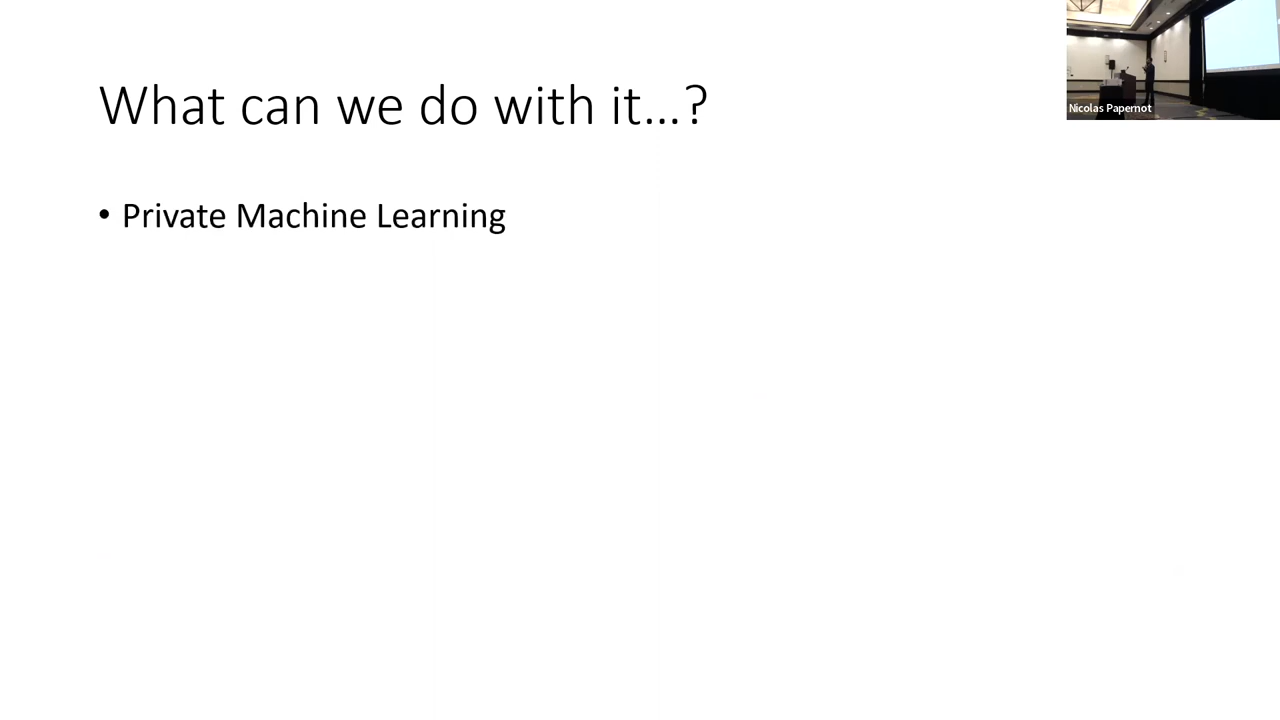 What can we do with it...?
• Private Machine Learning
Nicolas Papernot